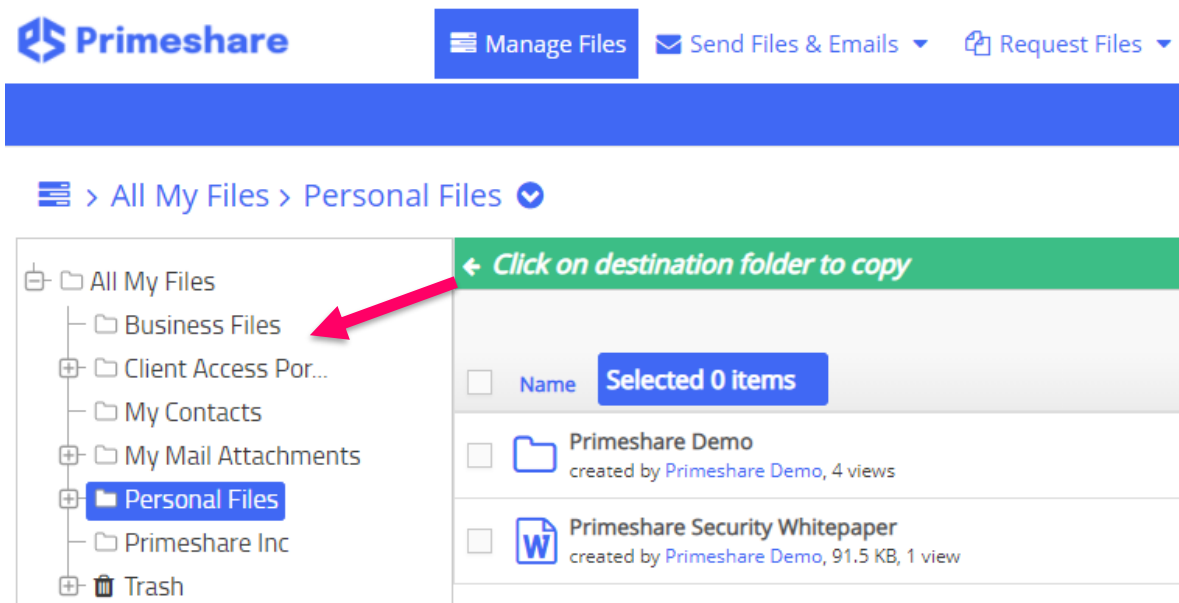 Primeshare
Manage Files Send Files & Emails Request Files
> All My Files > Personal Files
All My Files
Business Files
Client Access Por...
My Contacts
My Mail Attachments
Personal Files
Primeshare Inc
Trash
Click on destination folder to copy
Name Selected 0 items
Primeshare Demo
created by Primeshare Demo, 4 views
Primeshare Security Whitepaper
created by Primeshare Demo, 91.5 KB, 1 view